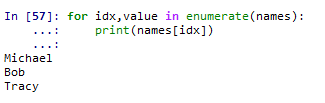 In [57]: for idx,value in enumerate(names):
    ...:     print(names[idx])
    ...:
Michael
Bob
Tracy